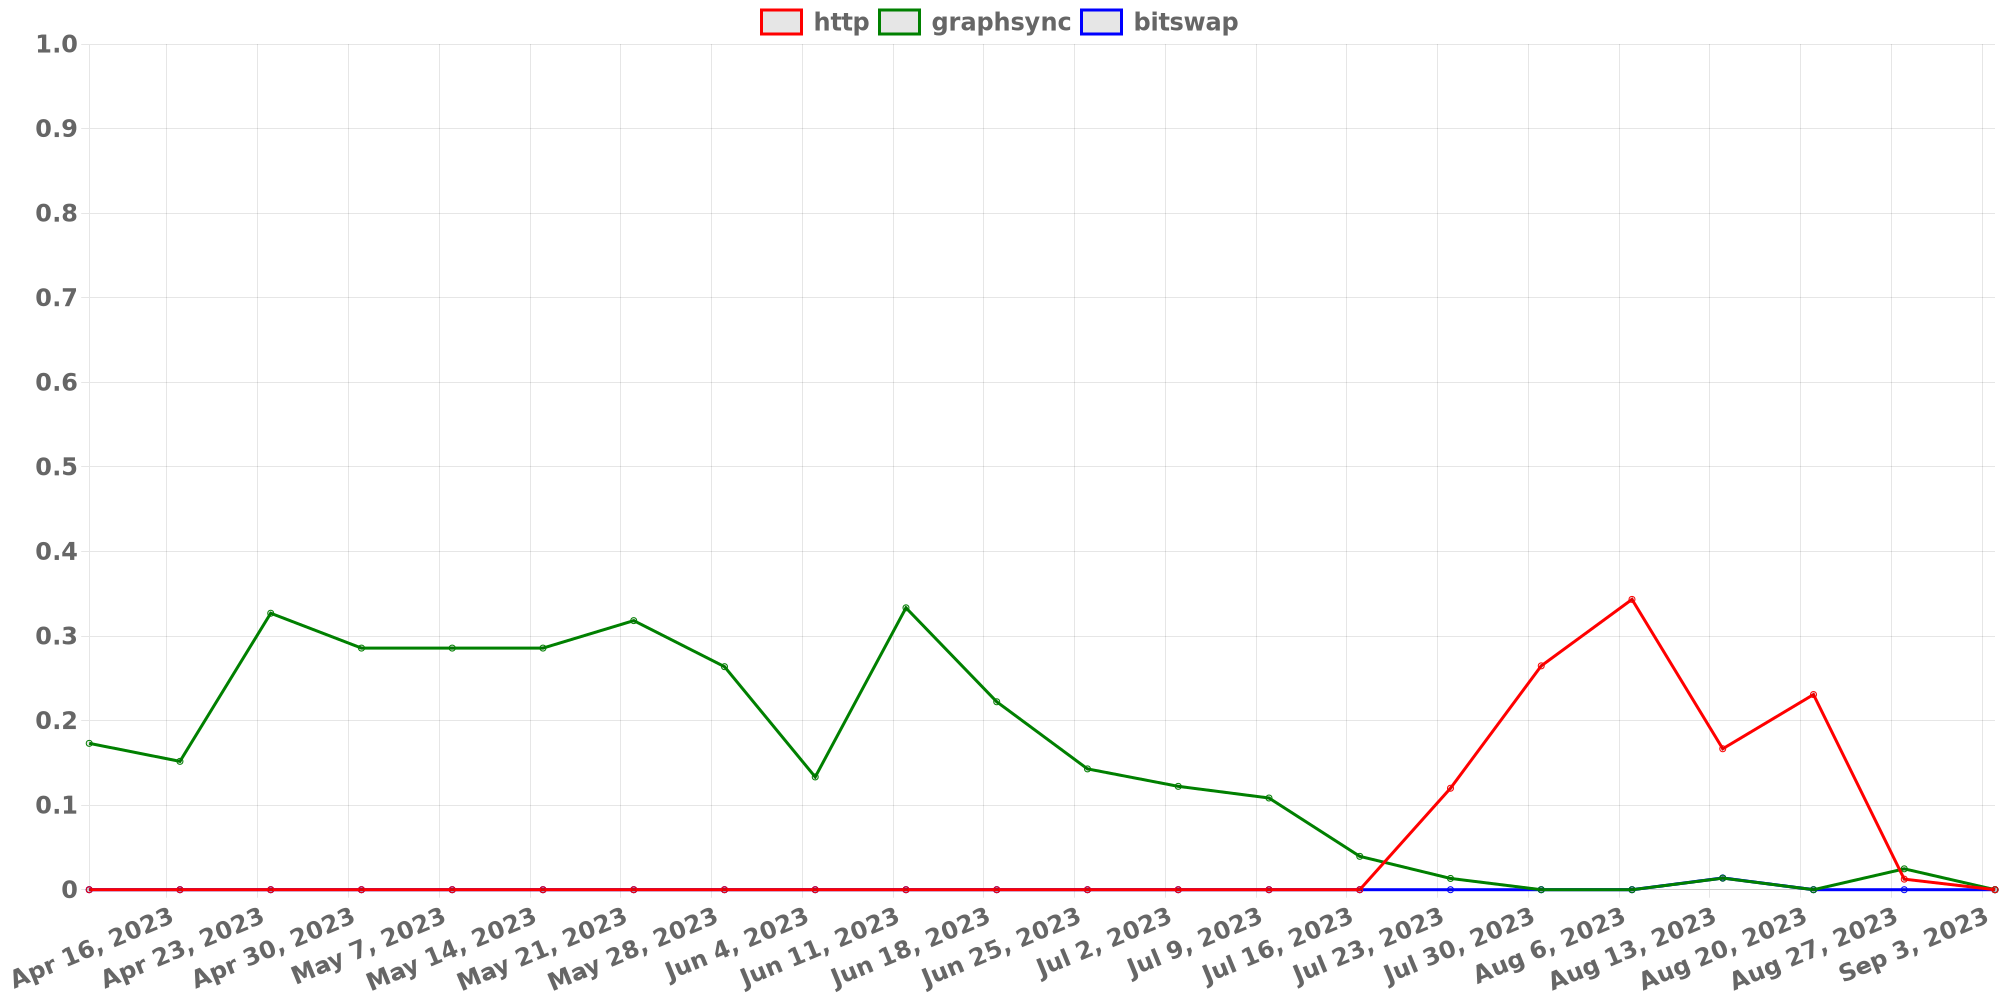 http graphsync bitswap
1.0
0.9
0.8
0.7
0.6
0.5
0.4
0.3
0.2
0.1
0
Apr 16, 2023
Apr 23, 2023
Apr 30, 2023
May 7, 2023
May 14, 2023
May 21, 2023
May 28, 2023
Jun 4, 2023
Jun 11, 2023
Jun 18, 2023
Jun 25, 2023
Jul 2, 2023
Jul 9, 2023
Jul 16, 2023
Jul 23, 2023
Jul 30, 2023
Aug 6, 2023
Aug 13, 2023
Aug 20, 2023
Aug 27, 2023
Sep 3, 2023